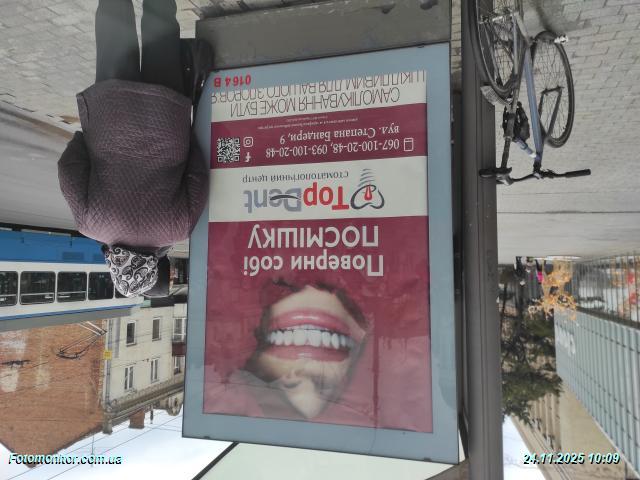 Поверни собі
ПОСМІШКУ
TopDent
СТОМАТОЛОГІЧНИЙ ЦЕНТР
067-100-20-48, 093-100-20-48
вул. Степана Бандери, 9
САМОЛІКУВАННЯ МОЖЕ БУТИ
ШКІДЛИВИМ ДЛЯ ВАШОГО ЗДОРОВ'Я
0164 B
Fotomonitor.com.ua
24.11.2025 10:09